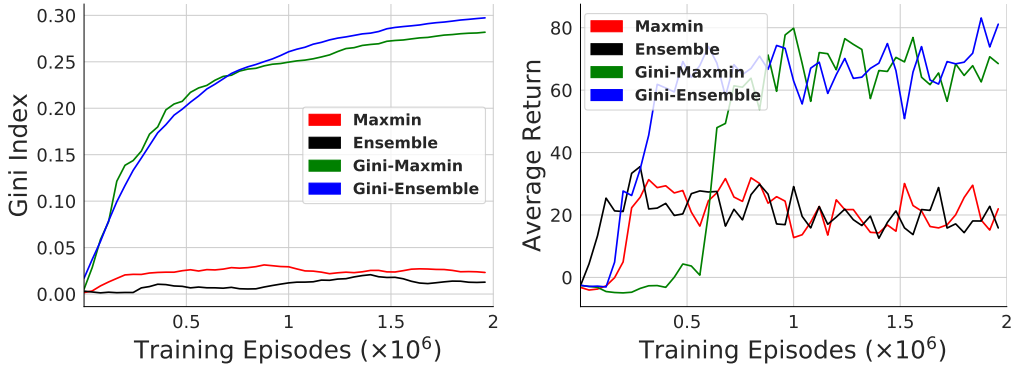 Gini Index
0.30
0.25
0.20
0.15
0.10
0.05
0.00
Maxmin
Ensemble
Gini-Maxmin
Gini-Ensemble
0.5
1
1.5
2
Training Episodes (×10⁶)
Average Return
80
60
40
20
0
Maxmin
Ensemble
Gini-Maxmin
Gini-Ensemble
0.5
1
1.5
2
Training Episodes (×10⁶)